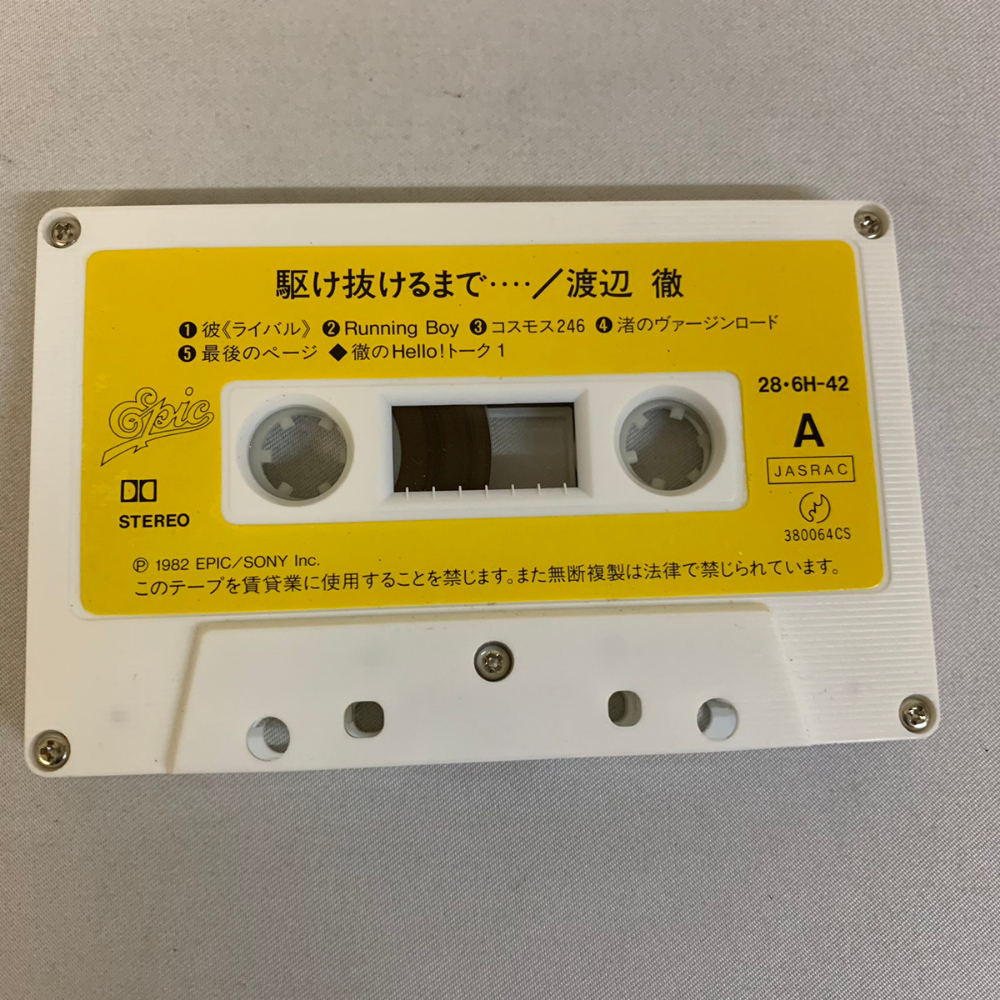 駆け抜けるまで‥‥／渡辺 徹
❶彼《ライバル》 ❷Running Boy ❸コスモス246 ❹渚のヴァージンロード
❺最後のページ ◆徹のHello!トーク1
28・6H-42
Epic
A
JASRAC
STEREO
380064CS
Ⓟ 1982 EPIC/SONY Inc.
このテープを賃貸業に使用することを禁じます。また無断複製は法律で禁じられています。